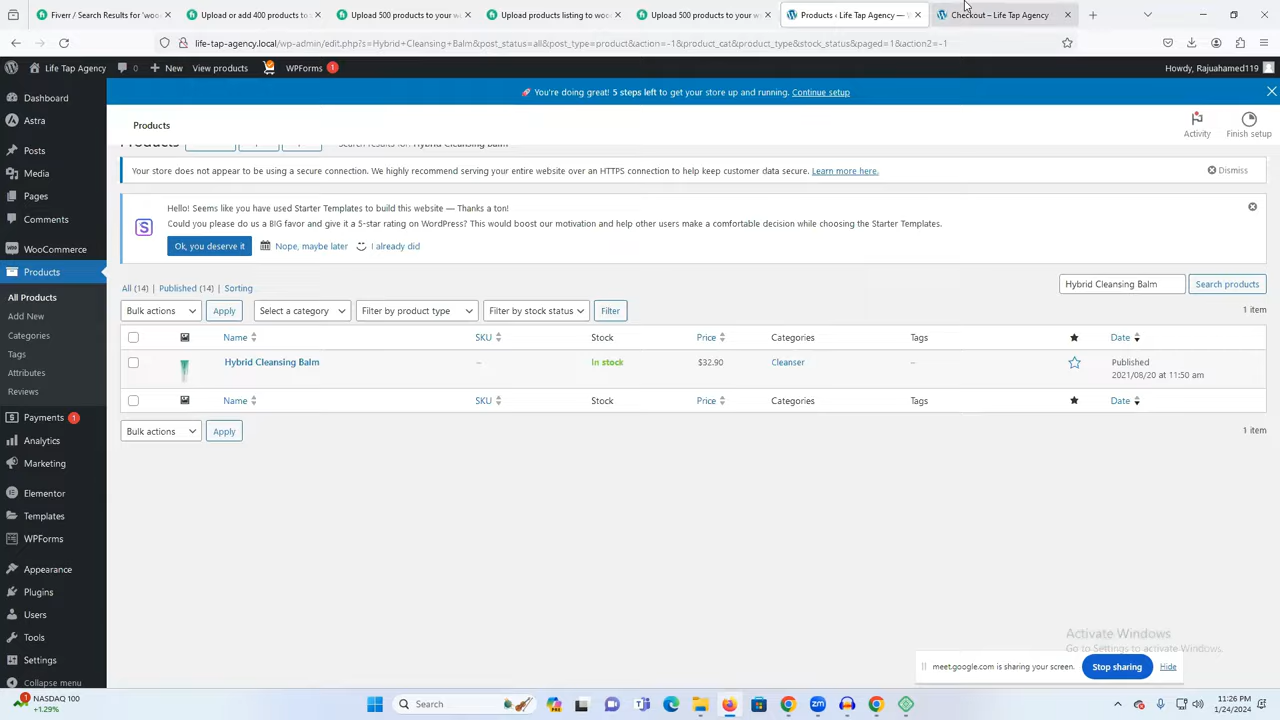 Fiver / Search Results for 'woo
Upload or add 400 products to s
Upload 500 products to your wo
Upload products listing to woo
Upload 500 products to your wo
Products ‹ Life Tap Agency —
Checkout – Life Tap Agency
life-tap-agency.local/wp-admin/edit.php?s=Hybrid+Cleansing+Balm&post_status=all&post_type=product&action=-1&product_cat&product_type&stock_status&paged=1&action2=-1
Life Tap Agency 0 + New View products WPForms 1 Howdy, Rajuahamed119
You're doing great! 5 steps left to get your store up and running. Continue setup
Products
Activity
Finish setup
Dashboard
Astra
Posts
Media
Pages
Comments
WooCommerce
Products
All Products
Add New
Categories
Tags
Attributes
Reviews
Payments 1
Analytics
Marketing
Elementor
Templates
WPForms
Appearance
Plugins
Users
Tools
Settings
Collapse menu
Products Search results for: Hybrid Cleansing Balm
Your store does not appear to be using a secure connection. We highly recommend serving your entire website over an HTTPS connection to help keep customer data secure. Learn more here. Dismiss
Hello! Seems like you have used Starter Templates to build this website — Thanks a ton!
Could you please do us a BIG favor and give it a 5-star rating on WordPress? This would boost our motivation and help other users make a comfortable decision while choosing the Starter Templates.
Ok, you deserve it Nope, maybe later I already did
All (14) | Published (14) | Sorting
Hybrid Cleansing Balm Search products
Bulk actions Apply Select a category Filter by product type Filter by stock status Filter 1 item
Name SKU Stock Price Categories Tags Date
Hybrid Cleansing Balm – In stock $32.90 Cleanser – Published
2021/08/20 at 11:50 am
Name SKU Stock Price Categories Tags Date
Bulk actions Apply 1 item
Activate Windows
Go to Settings to activate Windows.
meet.google.com is sharing your screen. Stop sharing Hide
NASDAQ 100
+1.29%
Search
11:26 PM
1/24/2024